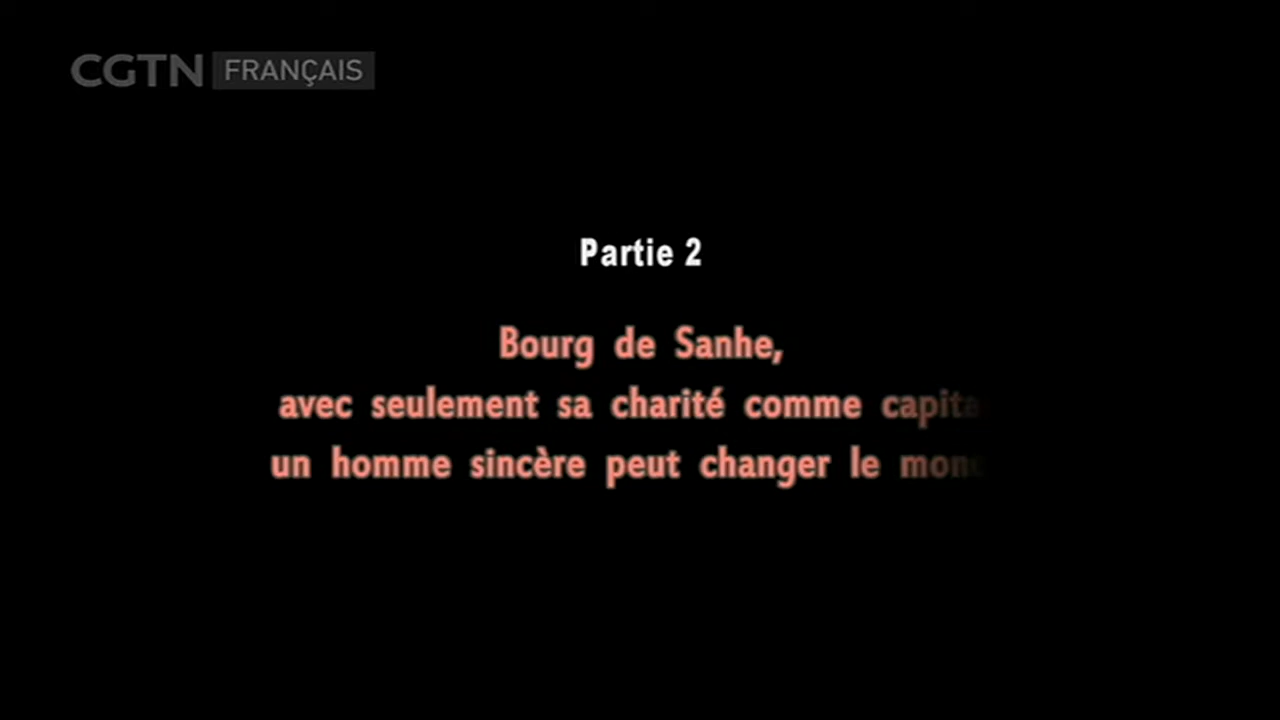 CGTN FRANÇAIS
Partie 2
Bourg de Sanhe,
avec seulement sa charité comme
un homme sincère peut changer le